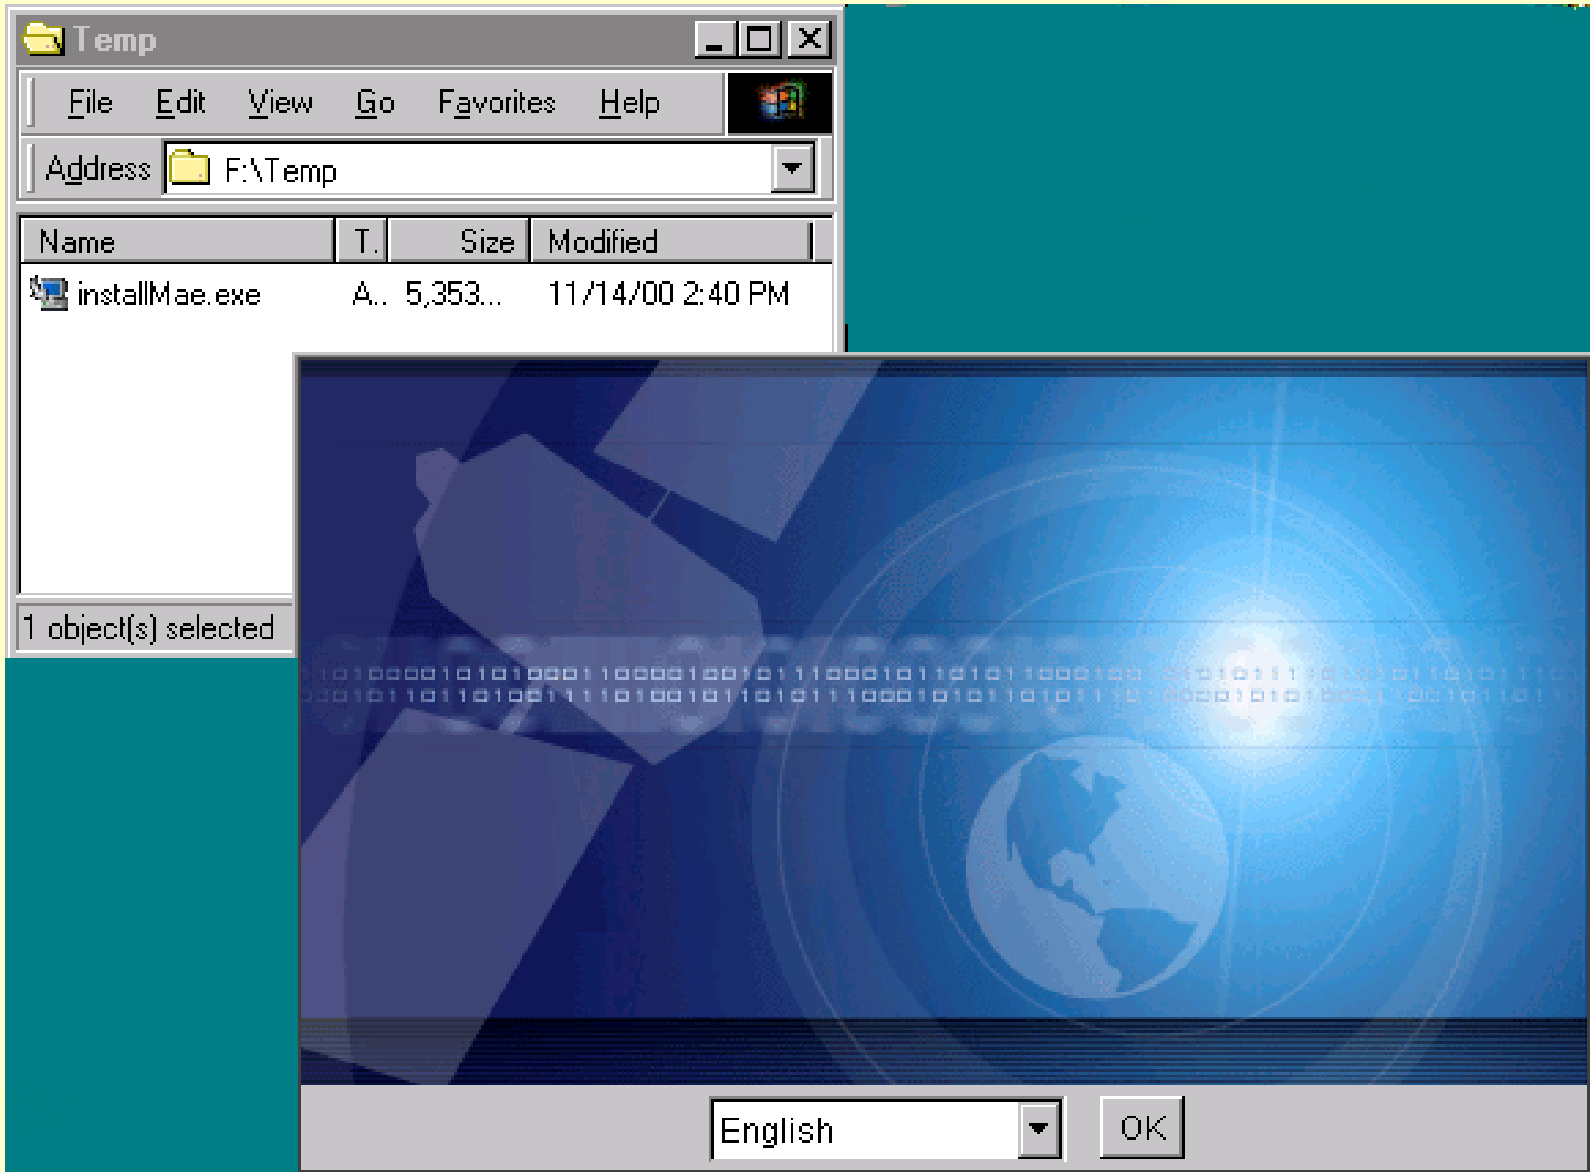 Temp
File Edit View Go Favorites Help
Address F:\Temp
Name T. Size Modified
installMae.exe A.. 5,353... 11/14/00 2:40 PM
1 object(s) selected
English OK